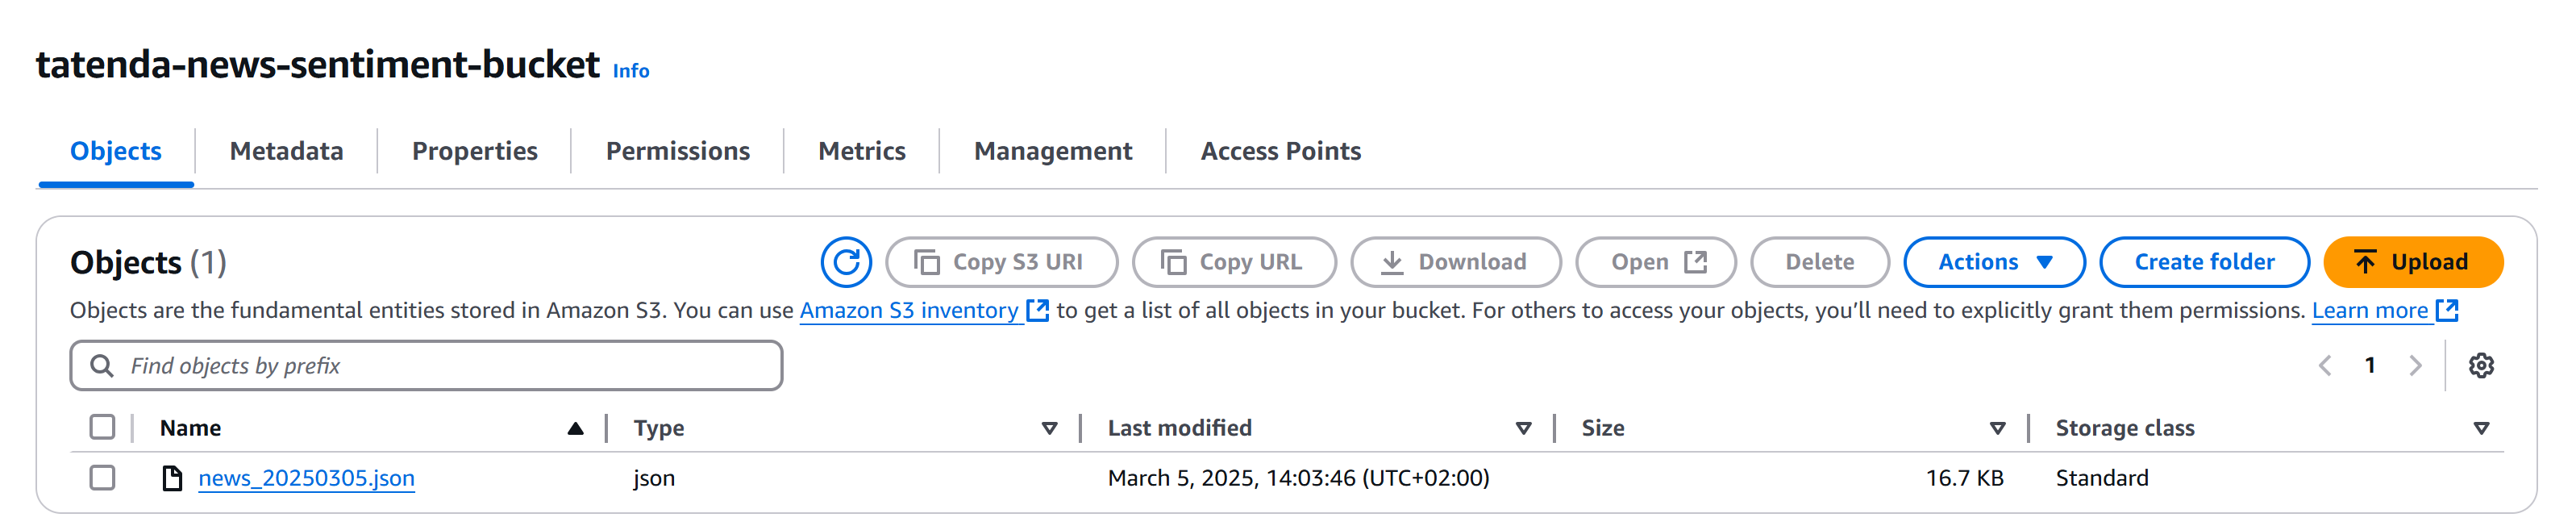 tatenda-news-sentiment-bucket Info
Objects Metadata Properties Permissions Metrics Management Access Points
Objects (1) Copy S3 URI Copy URL Download Open Delete Actions Create folder Upload
Objects are the fundamental entities stored in Amazon S3. You can use Amazon S3 inventory to get a list of all objects in your bucket. For others to access your objects, you’ll need to explicitly grant them permissions. Learn more
Find objects by prefix 1
Name Type Last modified Size Storage class
news_20250305.json json March 5, 2025, 14:03:46 (UTC+02:00) 16.7 KB Standard